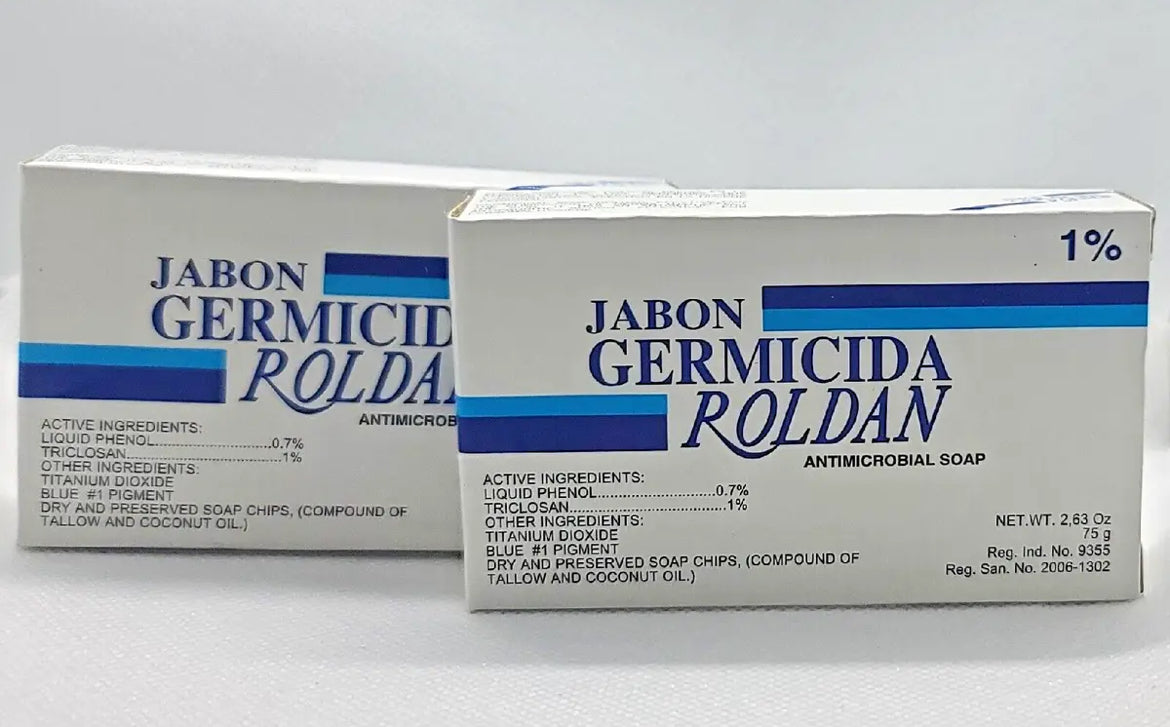 JABON
GERMICID
ROLDA
ANTIMICROB
ACTIVE INGREDIENTS:
LIQUID PHENOL..............................0.7%
TRICLOSAN.......................................1%
OTHER INGREDIENTS:
TITANIUM DIOXIDE
BLUE #1 PIGMENT
DRY AND PRESERVED SOAP CHIPS, (COMPOUND OF
TALLOW AND COCONUT OIL.)
1%
JABON
GERMICIDA
ROLDAN
ANTIMICROBIAL SOAP
ACTIVE INGREDIENTS:
LIQUID PHENOL..............................0.7%
TRICLOSAN.......................................1%
OTHER INGREDIENTS:
TITANIUM DIOXIDE
BLUE #1 PIGMENT
DRY AND PRESERVED SOAP CHIPS, (COMPOUND OF
TALLOW AND COCONUT OIL.)
NET.WT. 2,63 Oz
75 g
Reg. Ind. No. 9355
Reg. San. No. 2006-1302